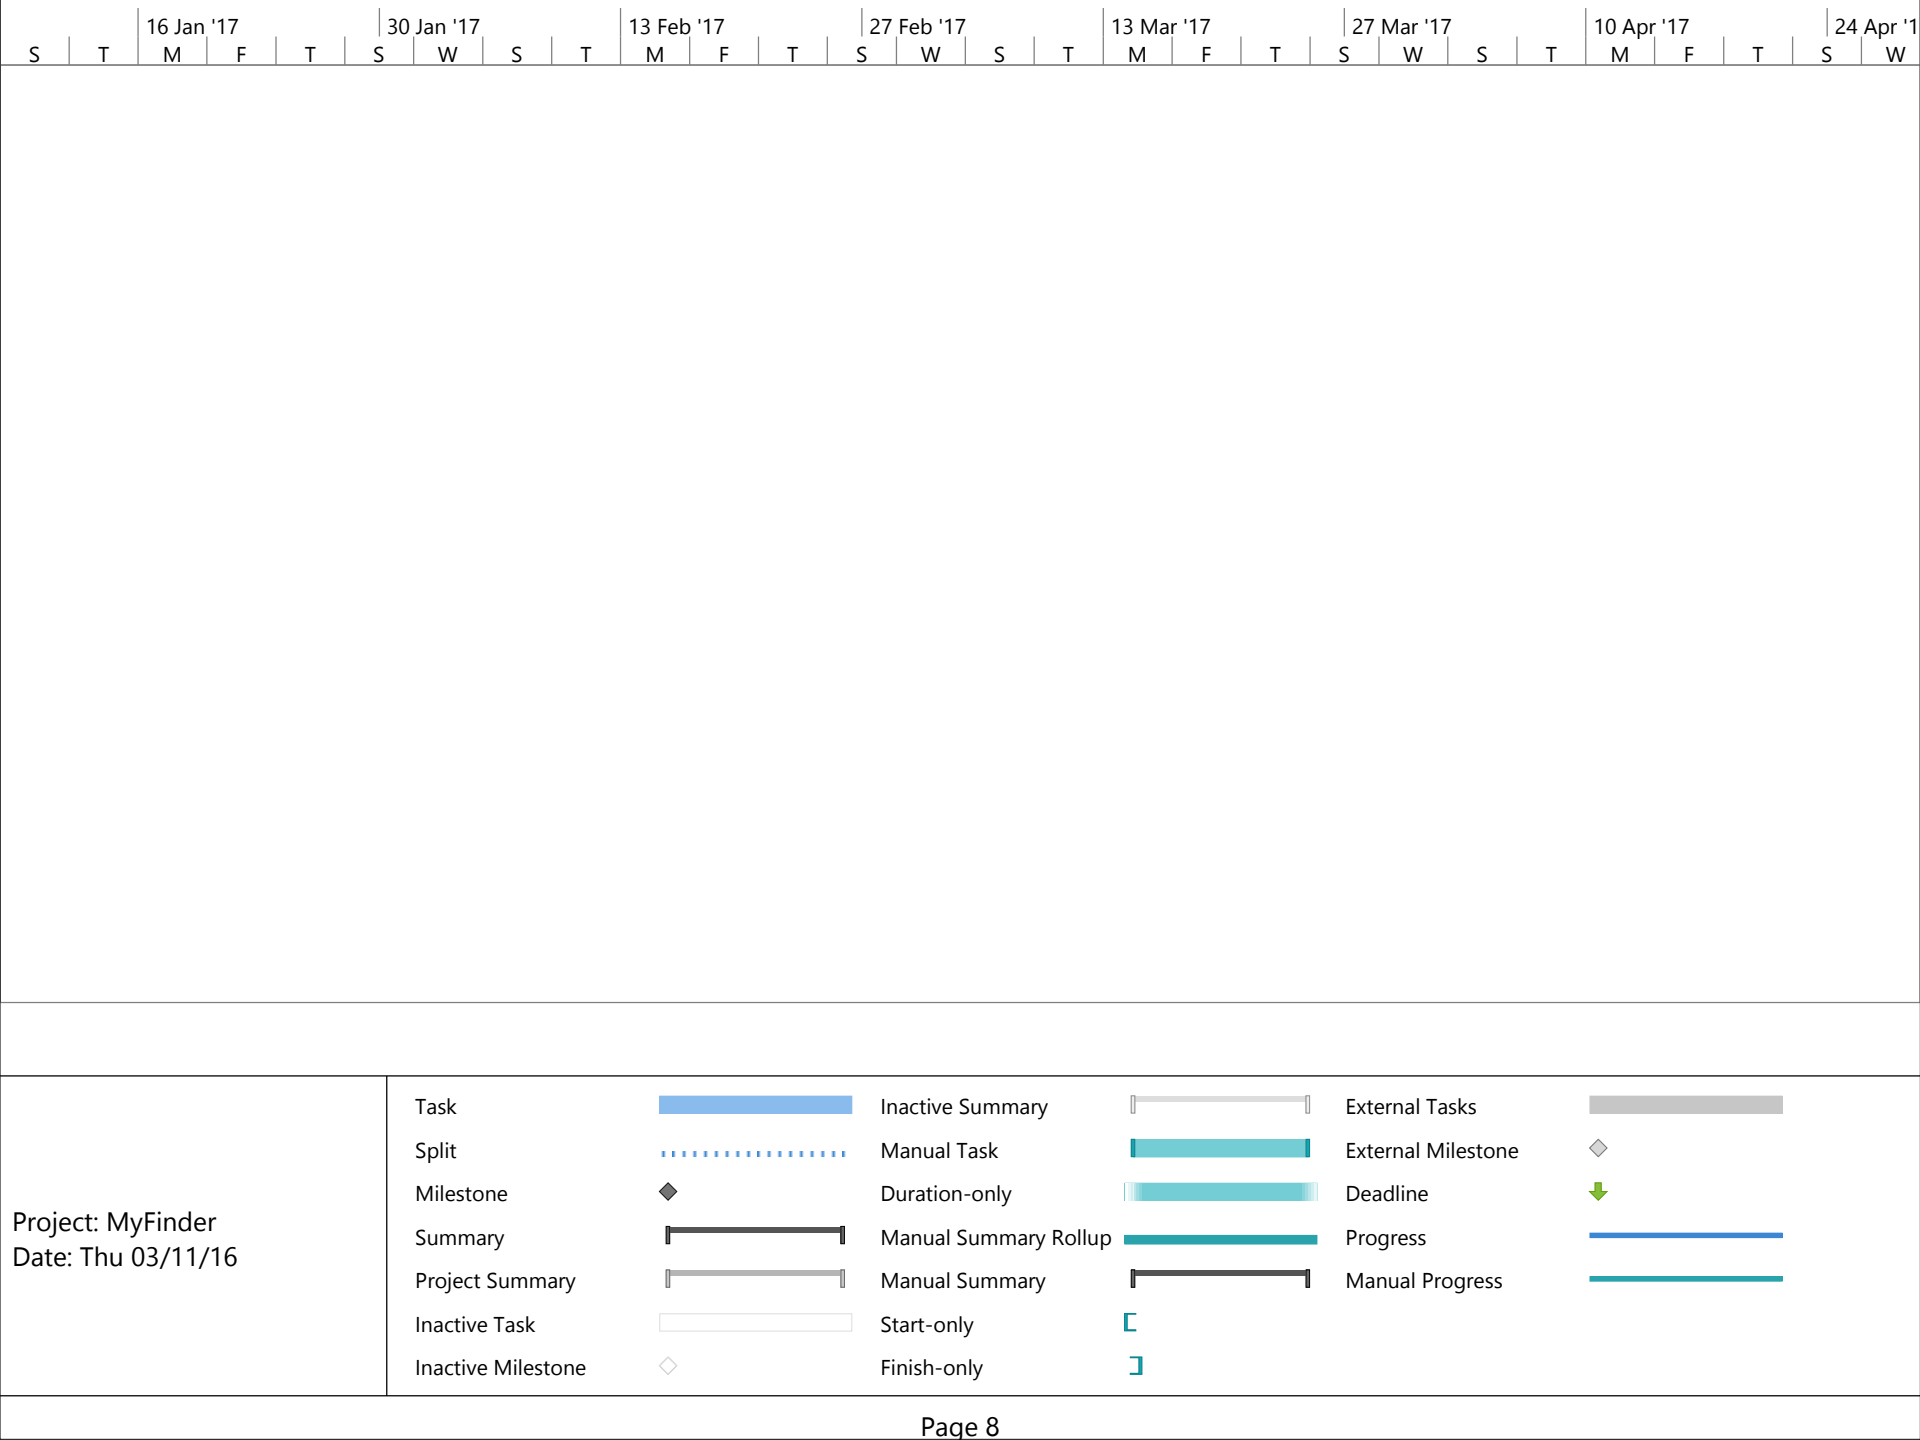 16 Jan '17 30 Jan '17 13 Feb '17 27 Feb '17 13 Mar '17 27 Mar '17 10 Apr '17 24 Apr '1
S T M F T S W S T M F T S W S T M F T S W S T M F T S W
Task Inactive Summary External Tasks
Split Manual Task External Milestone
Milestone Duration-only Deadline
Project: MyFinder
Date: Thu 03/11/16
Summary Manual Summary Rollup Progress
Project Summary Manual Summary Manual Progress
Inactive Task Start-only
Inactive Milestone Finish-only
Page 8